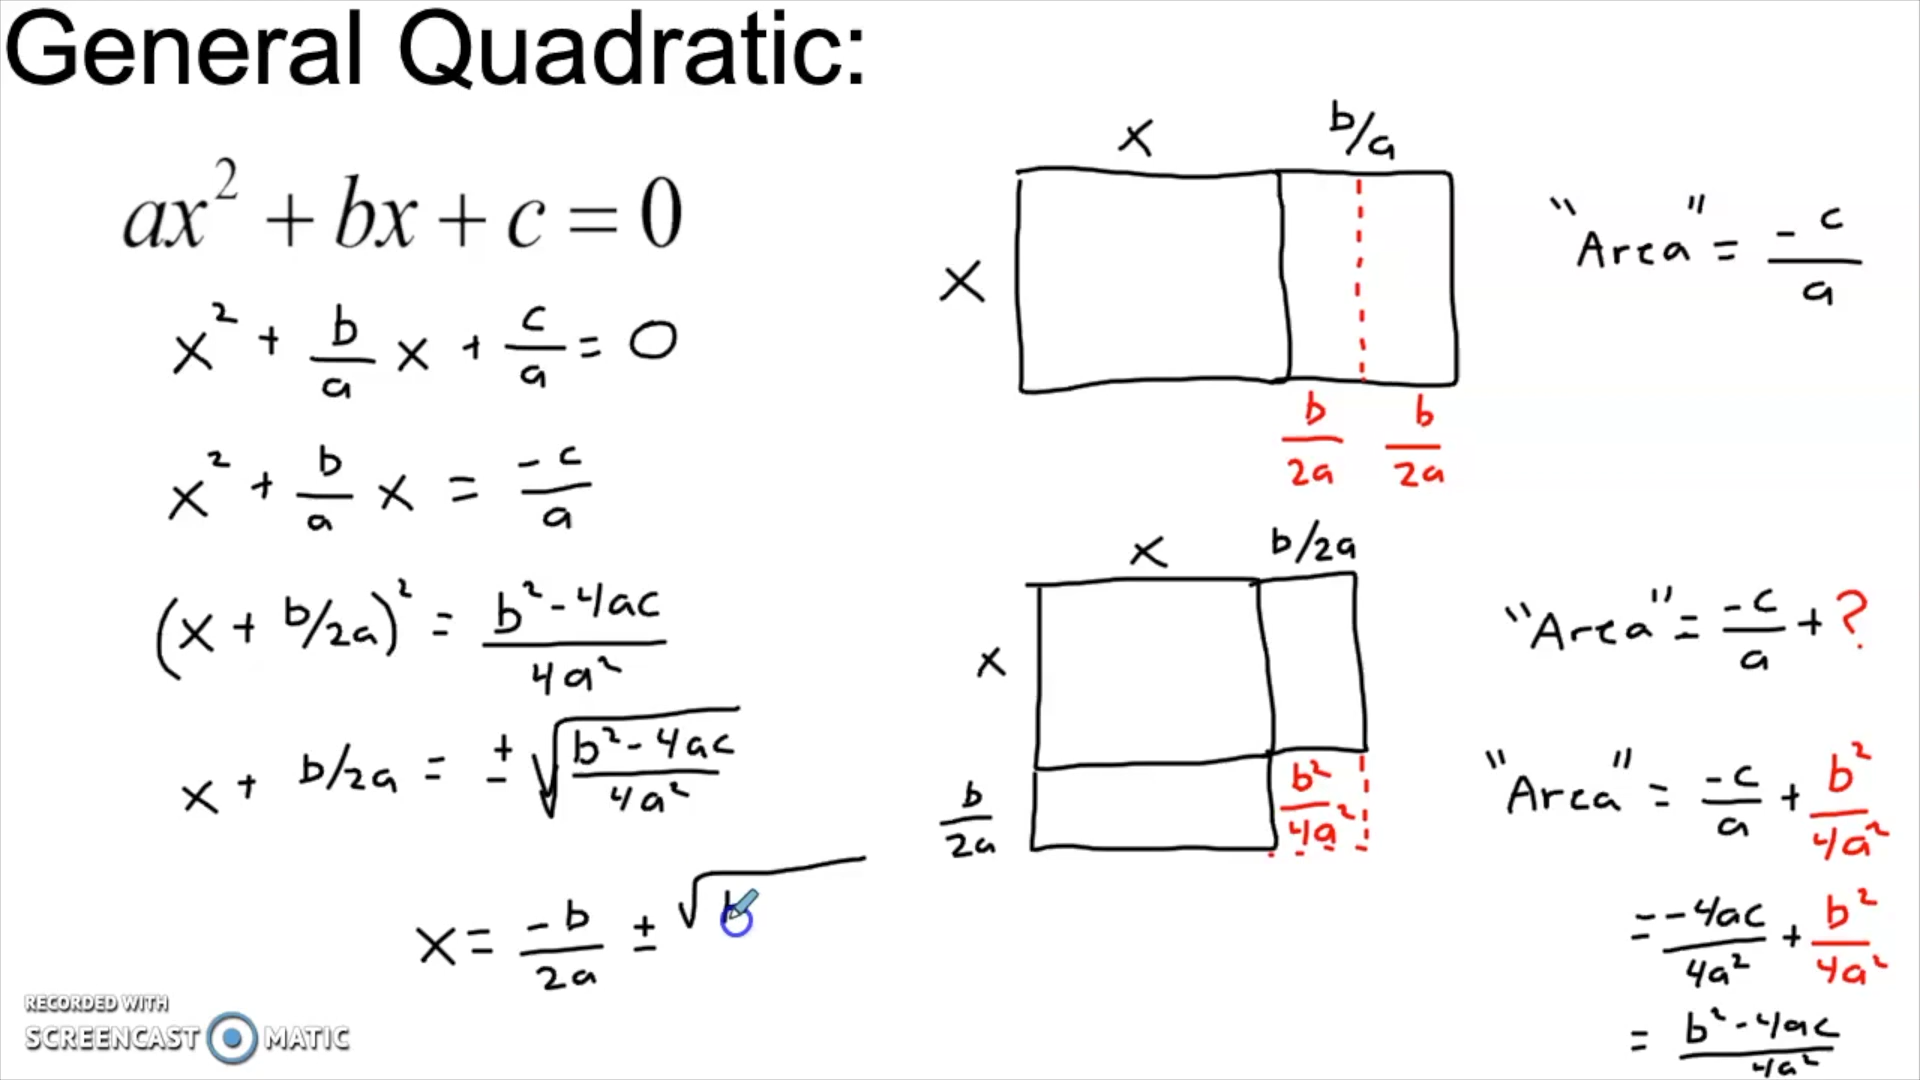 General Quadratic:
ax² + bx + c = 0
x² + b/a x + c/a = 0
x² + b/a x = -c/a
(x + b/2a)² = b²-4ac / 4a²
x + b/2a = ± √(b²-4ac / 4a²)
x = -b/2a ± √b
x b/a
x
b/2a b/2a
"Area" = -c/a
x b/2a
x
b/2a b²/4a²
"Area" = -c/a + ?
"Area" = -c/a + b²/4a²
= -4ac/4a² + b²/4a²
= b²-4ac / 4a²
RECORDED WITH
SCREENCAST MATIC